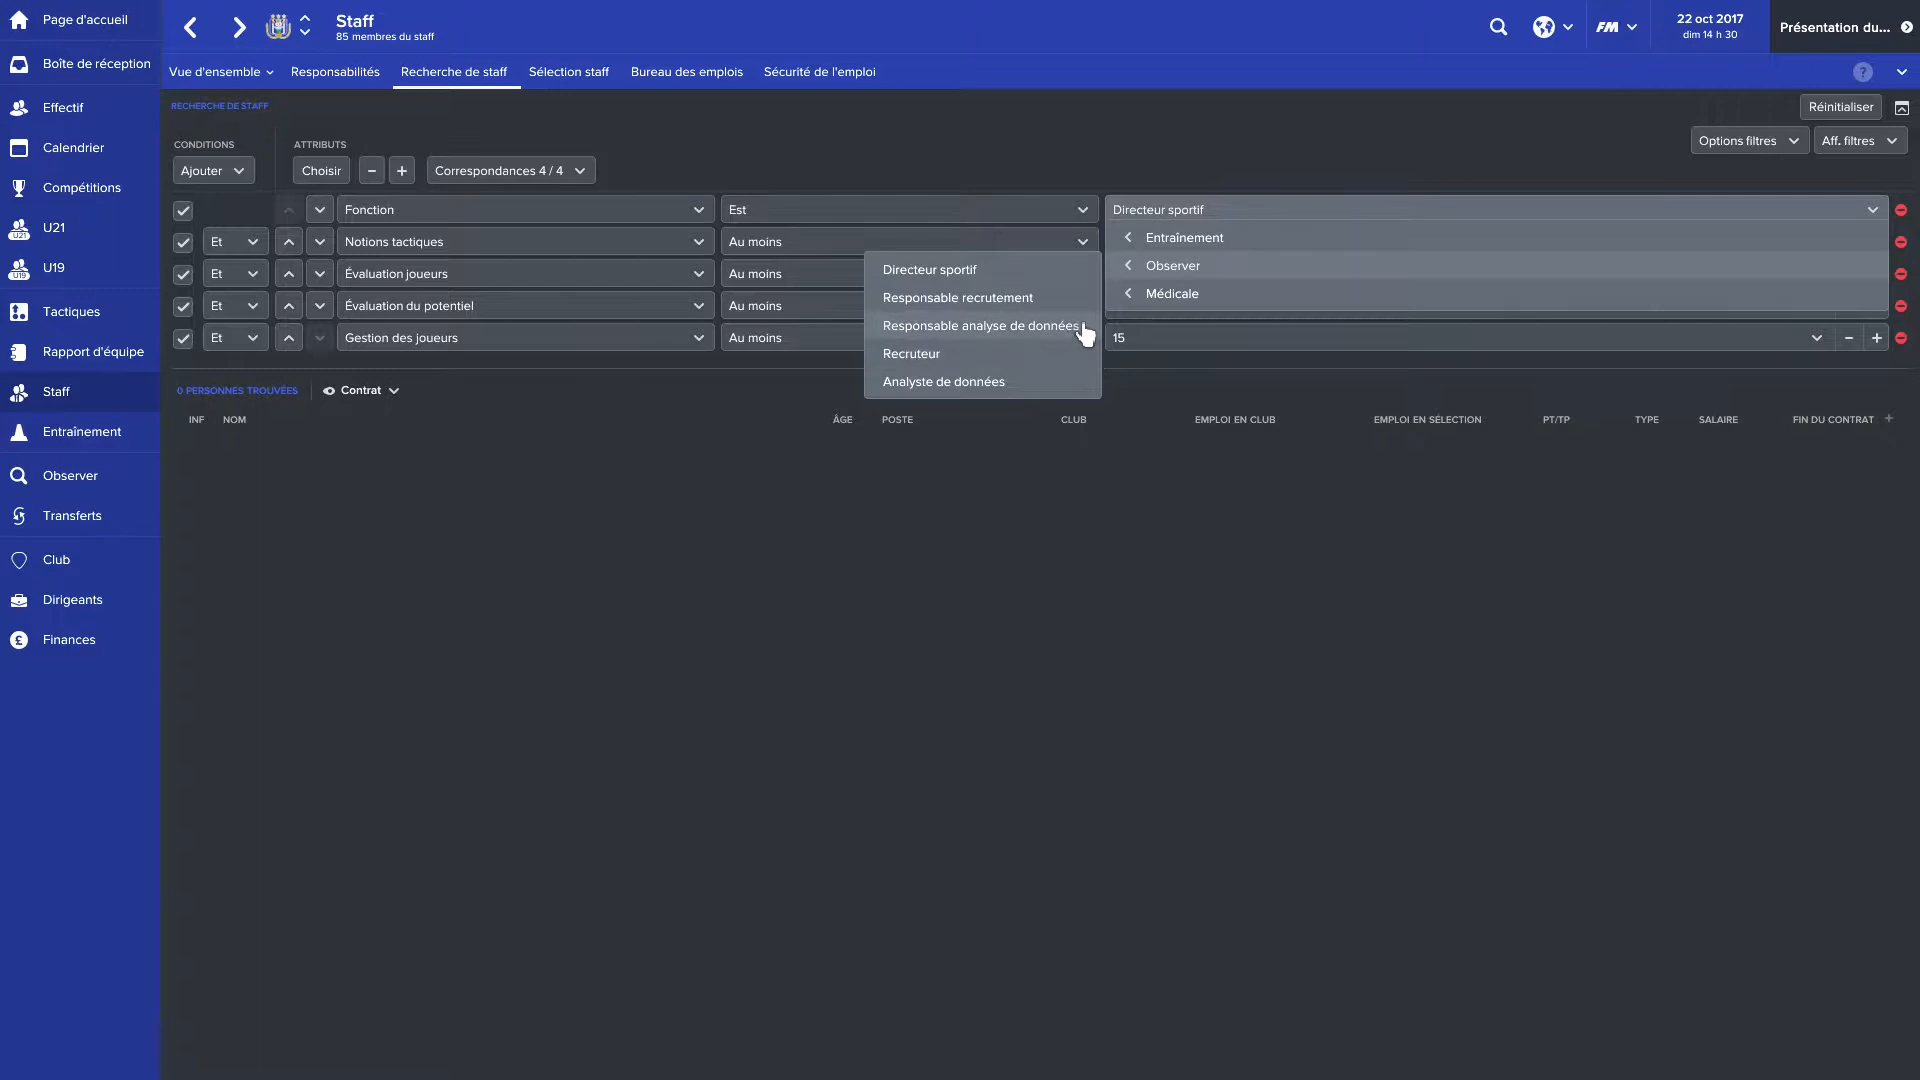 Page d'accueil
Boîte de réception
Effectif
Calendrier
Compétitions
U21
U21
U19
U19
Tactiques
Rapport d'équipe
Staff
Entraînement
Observer
Transferts
Club
Dirigeants
Finances
Staff
85 membres du staff
FM
22 oct 2017
dim 14 h 30
Présentation du...
Vue d'ensemble
Responsabilités
Recherche de staff
Sélection staff
Bureau des emplois
Sécurité de l'emploi
?
RECHERCHE DE STAFF
Réinitialiser
CONDITIONS
ATTRIBUTS
Options filtres
Aff. filtres
Ajouter
Choisir
Correspondances 4 / 4
Fonction
Est
Directeur sportif
Et
Notions tactiques
Au moins
Entraînement
Et
Évaluation joueurs
Au moins
Directeur sportif
Observer
Et
Évaluation du potentiel
Au moins
Responsable recrutement
Médicale
Et
Gestion des joueurs
Au moins
Responsable analyse de données
15
Recruteur
Analyste de données
0 PERSONNES TROUVÉES
Contrat
INF
NOM
ÂGE
POSTE
CLUB
EMPLOI EN CLUB
EMPLOI EN SÉLECTION
PT/TP
TYPE
SALAIRE
FIN DU CONTRAT